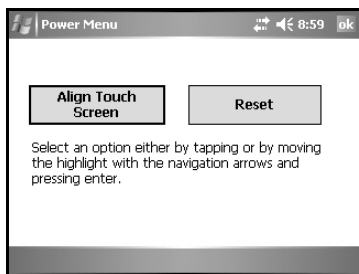 Power Menu 8:59 ok
Align Touch
Screen
Reset
Select an option either by tapping or by moving
the highlight with the navigation arrows and
pressing enter.